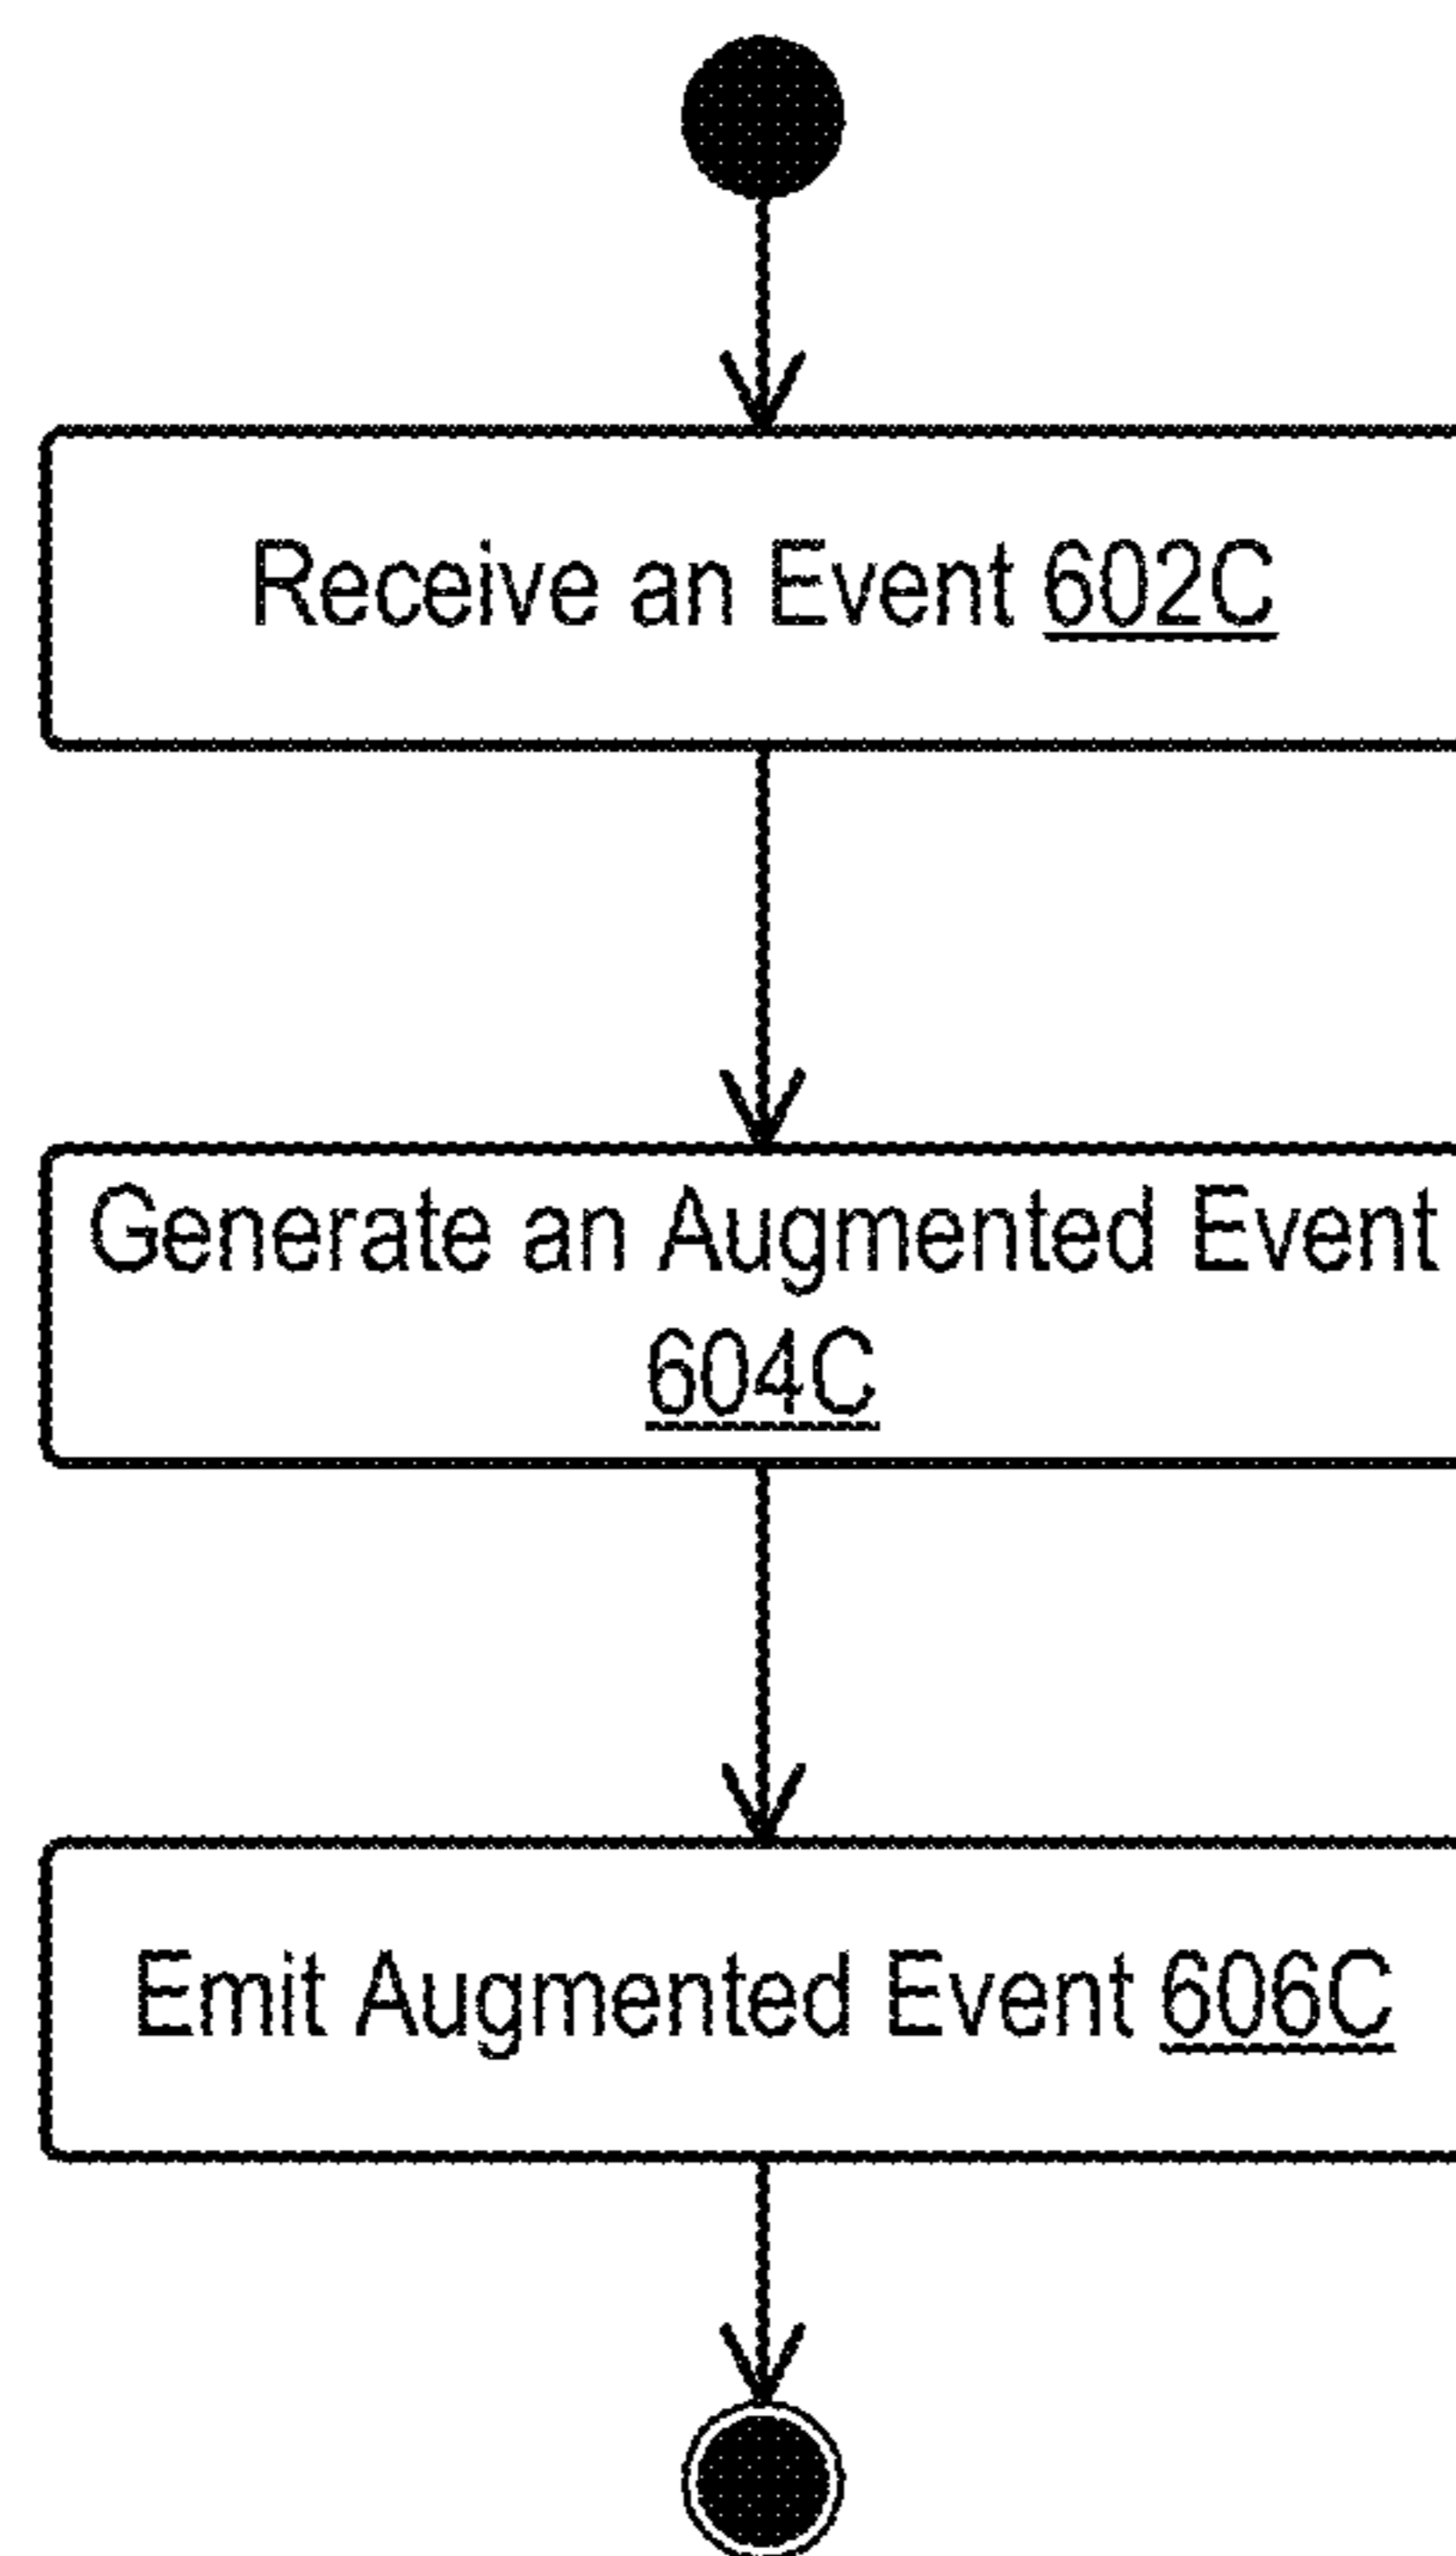 Receive an Event 602C
Generate an Augmented Event
604C
Emit Augmented Event 606C